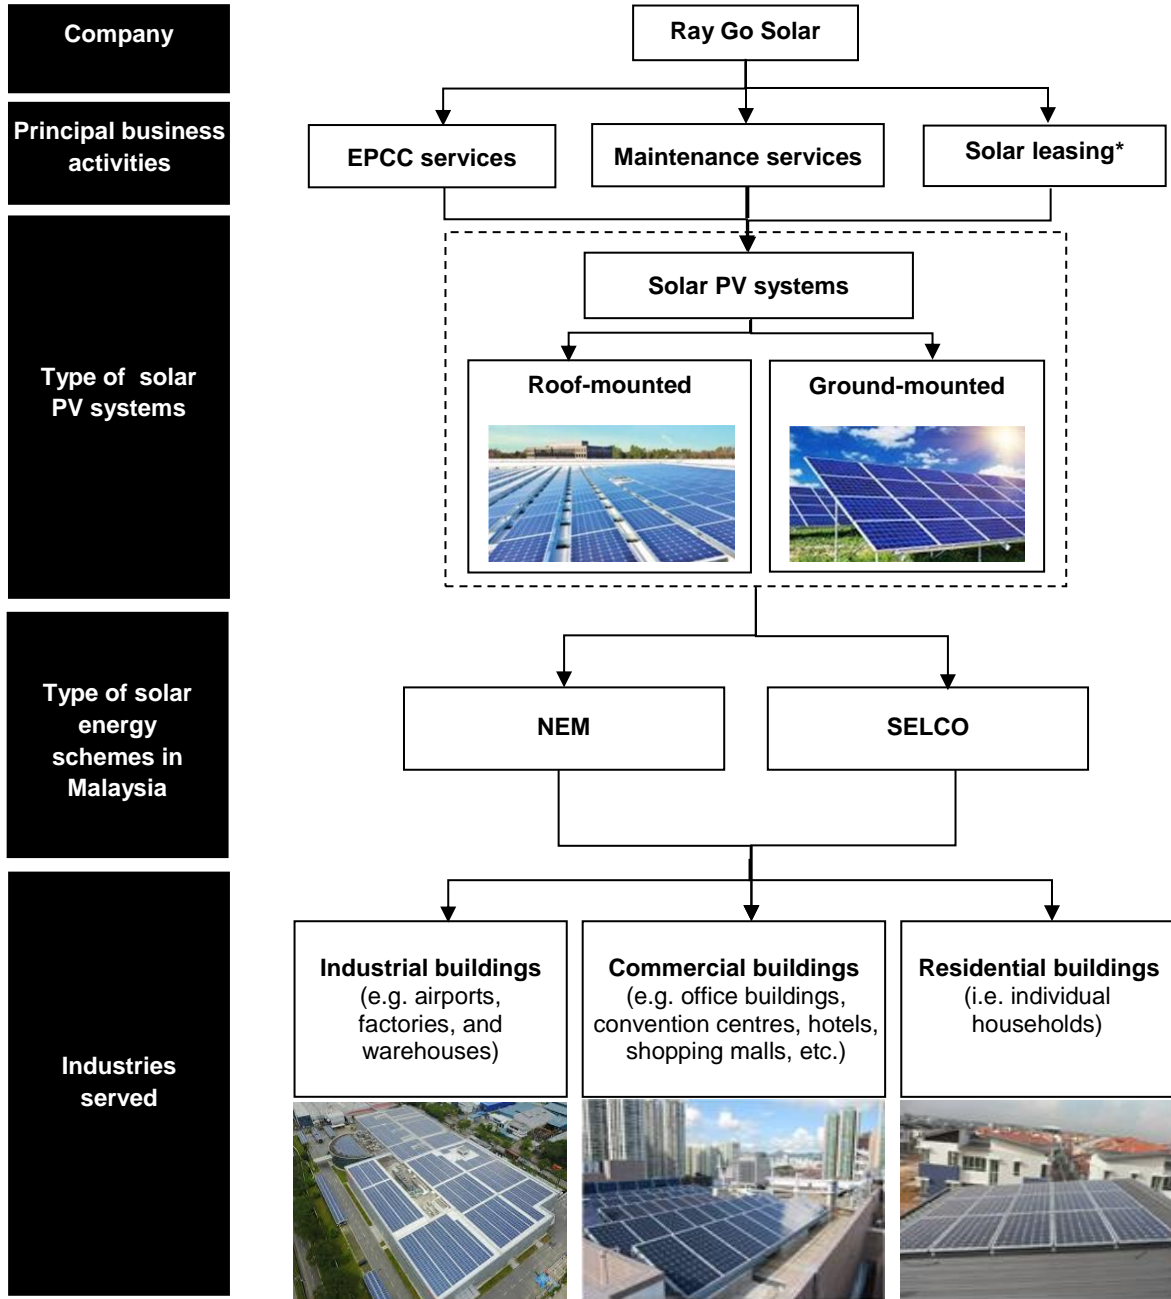 Company
Ray Go Solar
Principal business
activities
EPCC services
Maintenance services
Solar leasing*
Type of solar
PV systems
Solar PV systems
Roof-mounted
Ground-mounted
Type of solar
energy
schemes in
Malaysia
NEM
SELCO
Industries
served
Industrial buildings
(e.g. airports,
factories, and
warehouses)
Commercial buildings
(e.g. office buildings,
convention centres, hotels,
shopping malls, etc.)
Residential buildings
(i.e. individual
households)